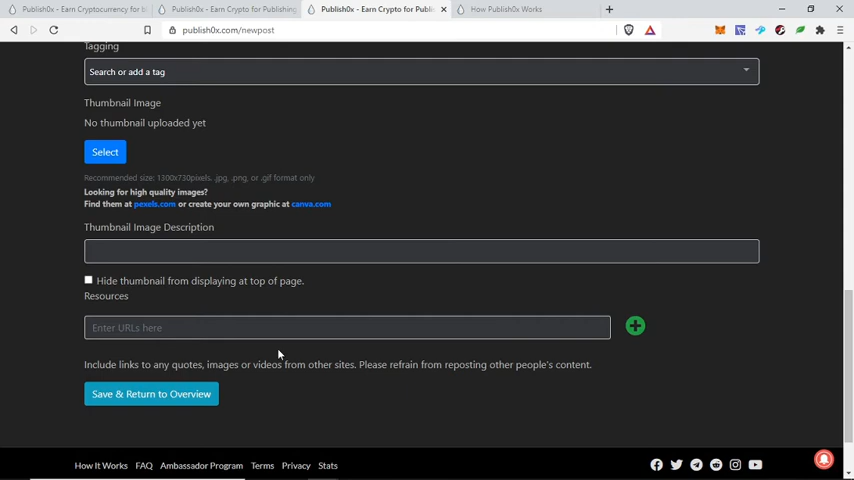 Publish0x - Earn Cryptocurrency for bl
Publish0x - Earn Crypto for Publishing
Publish0x - Earn Crypto for Publi
How Publish0x Works
publish0x.com/newpost
Tagging
Search or add a tag
Thumbnail Image
No thumbnail uploaded yet
Select
Recommended size: 1300x730pixels. .jpg, .png, or .gif format only
Looking for high quality images?
Find them at pexels.com or create your own graphic at canva.com
Thumbnail Image Description
Hide thumbnail from displaying at top of page.
Resources
Enter URLs here
Include links to any quotes, images or videos from other sites. Please refrain from reposting other people's content.
Save & Return to Overview
How It Works FAQ Ambassador Program Terms Privacy Stats